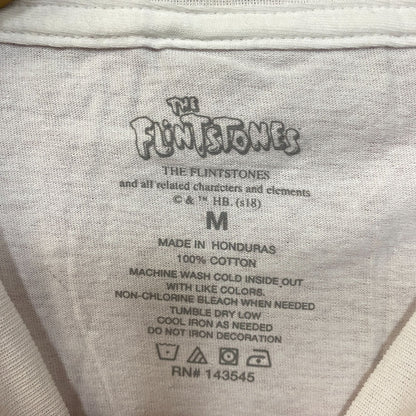 THE
FLINTSTONES
THE FLINTSTONES
and all related characters and elements
© & ™ HB. (s18)
M
MADE IN HONDURAS
100% COTTON
MACHINE WASH COLD INSIDE OUT
WITH LIKE COLORS.
NON-CHLORINE BLEACH WHEN NEEDED
TUMBLE DRY LOW
COOL IRON AS NEEDED
DO NOT IRON DECORATION
RN# 143545